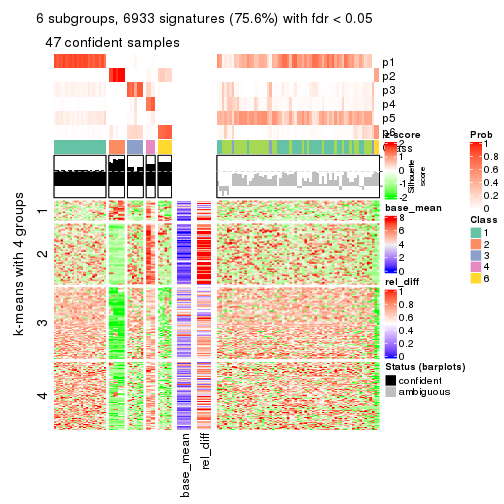 6 subgroups, 6933 signatures (75.6%) with fdr < 0.05
47 confident samples
p1
p2
p3
p4
p5
p6
Class
z score
2
1
0
-1
-2
Silhouette score
Prob
1
0.8
0.6
0.4
0.2
0
Class
1
2
3
4
6
base_mean
8
6
4
2
0
rel_diff
1
0.8
0.6
0.4
0.2
0
Status (barplots)
confident
ambiguous
k-means with 4 groups
1
2
3
4
base_mean
rel_diff